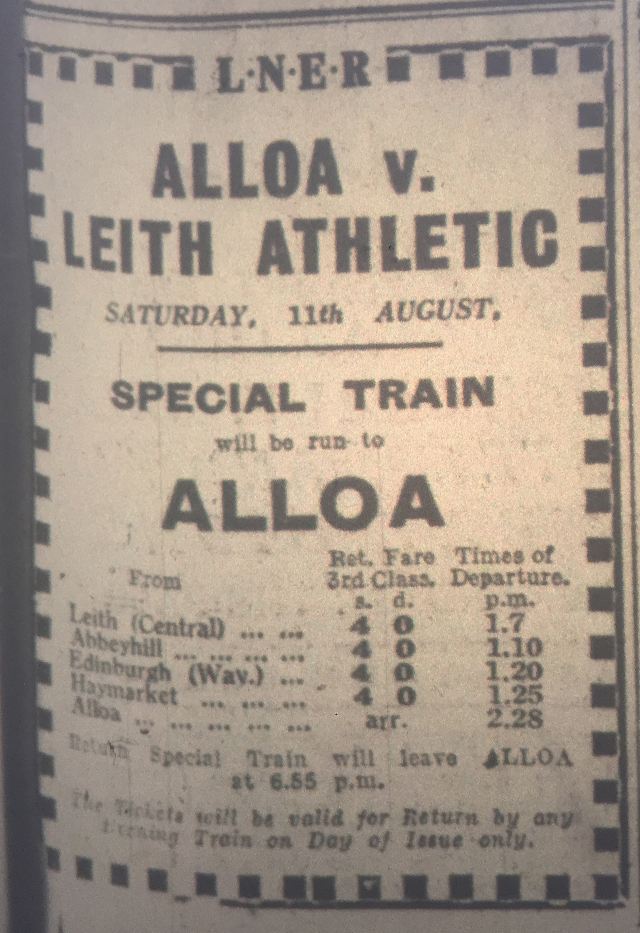 L·N·E·R
ALLOA v.
LEITH ATHLETIC
SATURDAY, 11th AUGUST.
SPECIAL TRAIN
will be run to
ALLOA
Ret. Fare Times of
From 3rd Class. Departure.
s. d. p.m.
Leith (Central) ... ... 4 0 1.7
Abbeyhill ... ... ... ... 4 0 1.10
Edinburgh (Wav.) ... 4 0 1.20
Haymarket ... ... ... 4 0 1.25
Alloa ... ... ... ... ... arr. 2.28
Return Special Train will leave ALLOA
at 6.55 p.m.
The Tickets will be valid for Return by any
Evening Train on Day of Issue only.